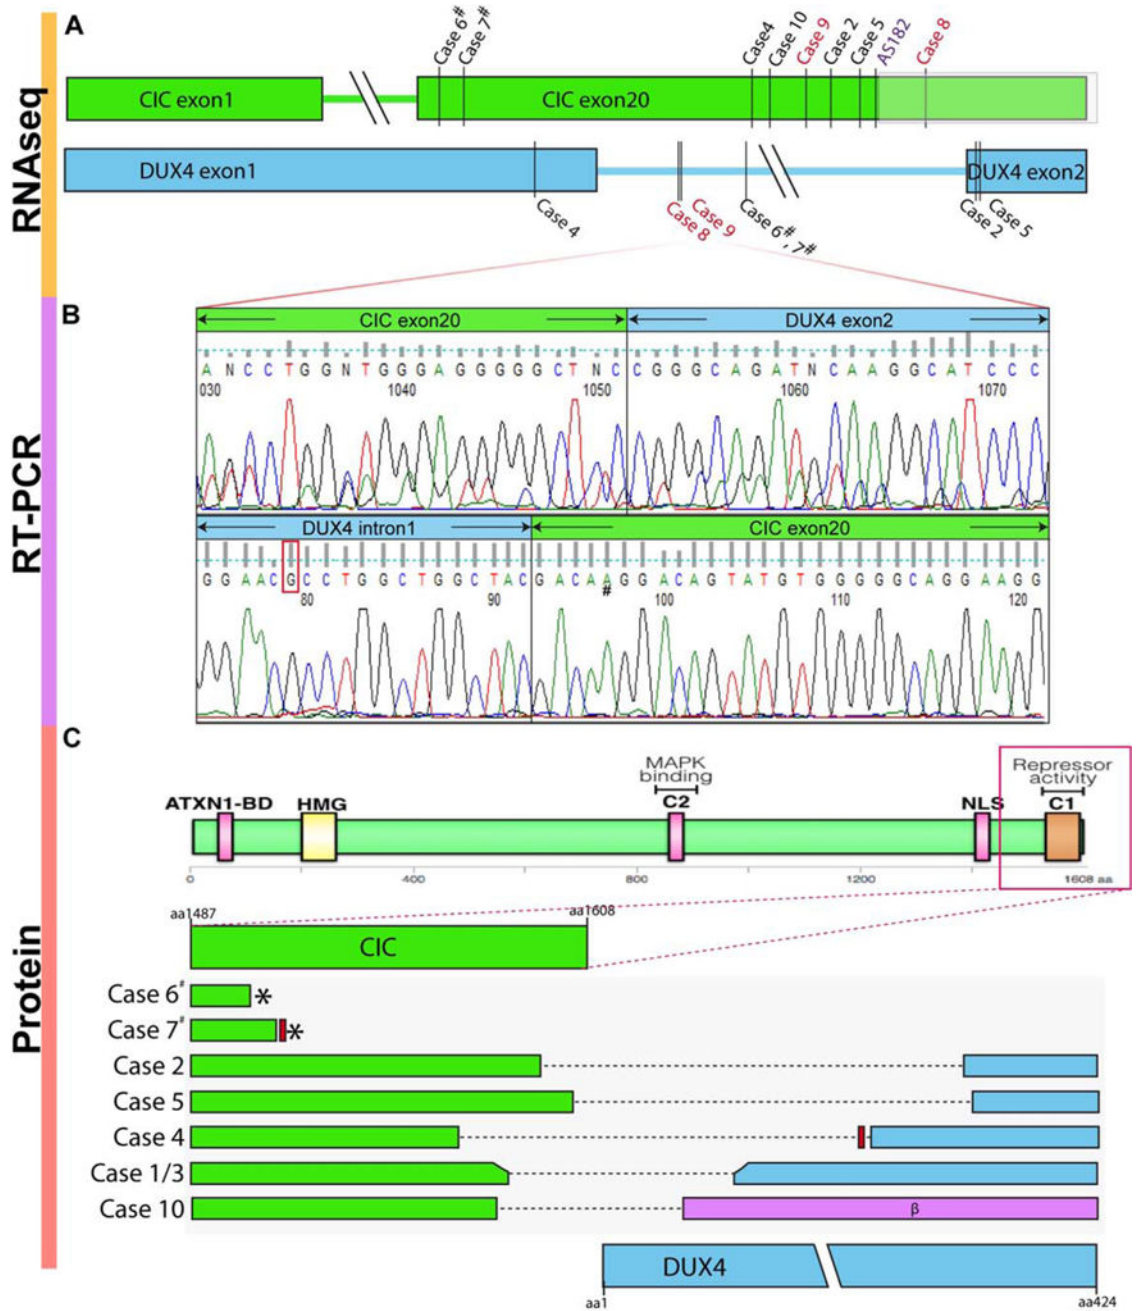 RNAseq
A
Case 6#
Case 7#
Case4
Case 10
Case 9
Case 2
Case 5
AS182
Case 8
CIC exon1
CIC exon20
DUX4 exon1
DUX4 exon2
Case 4
Case 8
Case 9
Case 6#, 7#
Case 2
Case 5
RT-PCR
B
CIC exon20
DUX4 exon2
A N C C T G G N T G G G A G G G G G C T N C C G G G C A G A T N C A A G G C A T C C C
030 1040 1050 1060 1070
DUX4 intron1
CIC exon20
G G A A C G C C T G G C T G G C T A C G A C A A G G A C A G T A T G T G G G G G C A G G A A G G
#
80 90 100 110 120
Protein
C
MAPK
binding
Repressor
activity
ATXN1-BD
HMG
C2
NLS
C1
0 400 800 1200 1608 aa
aa1487
aa1608
CIC
Case 6# *
Case 7# *
Case 2
Case 5
Case 4
Case 1/3
Case 10
β
DUX4
aa1
aa424